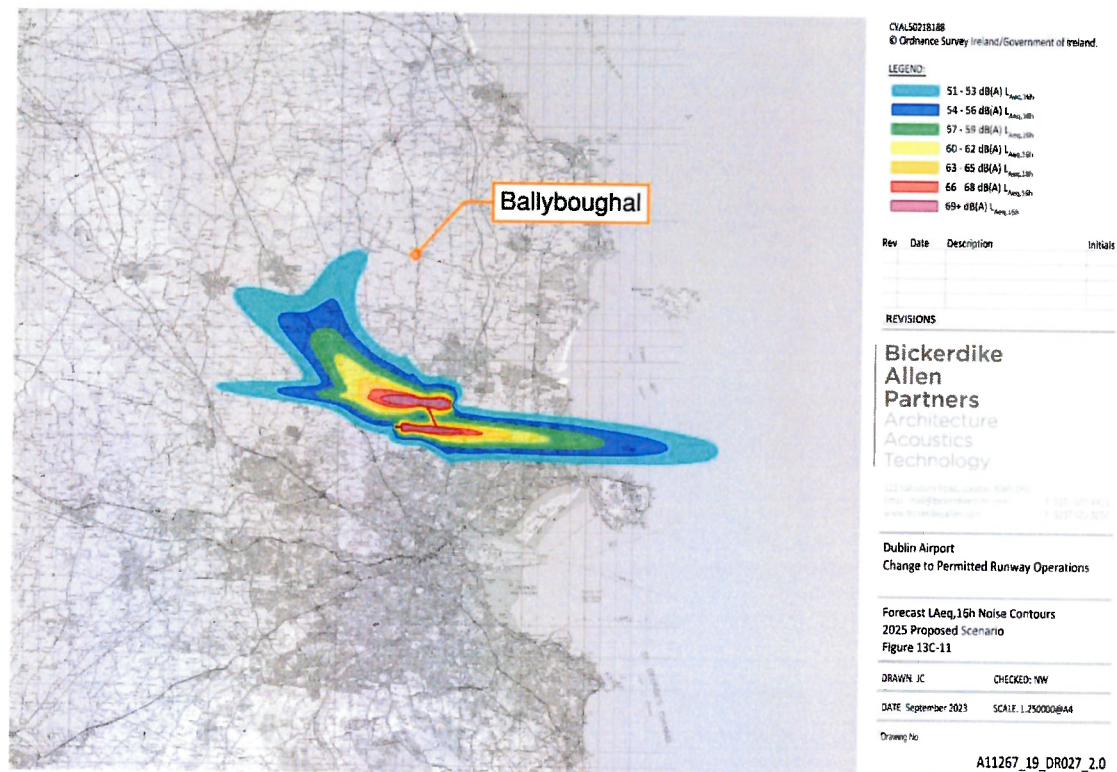 Ballyboughal
CYAL50218188
© Ordnance Survey Ireland/Government of Ireland.
LEGEND:
51 - 53 dB(A) LAeq,16h
54 - 56 dB(A) LAeq,16h
57 - 59 dB(A) LAeq,16h
60 - 62 dB(A) LAeq,16h
63 - 65 dB(A) LAeq,16h
66 - 68 dB(A) LAeq,16h
69+ dB(A) LAeq,16h
Rev Date Description Initials
REVISIONS
Bickerdike
Allen
Partners
Architecture
Acoustics
Technology
Dublin Airport
Change to Permitted Runway Operations
Forecast LAeq,16h Noise Contours
2025 Proposed Scenario
Figure 13C-11
DRAWN: JC CHECKED: NW
DATE: September 2023 SCALE: 1:250000@A4
Drawing No
A11267_19_DR027_2.0